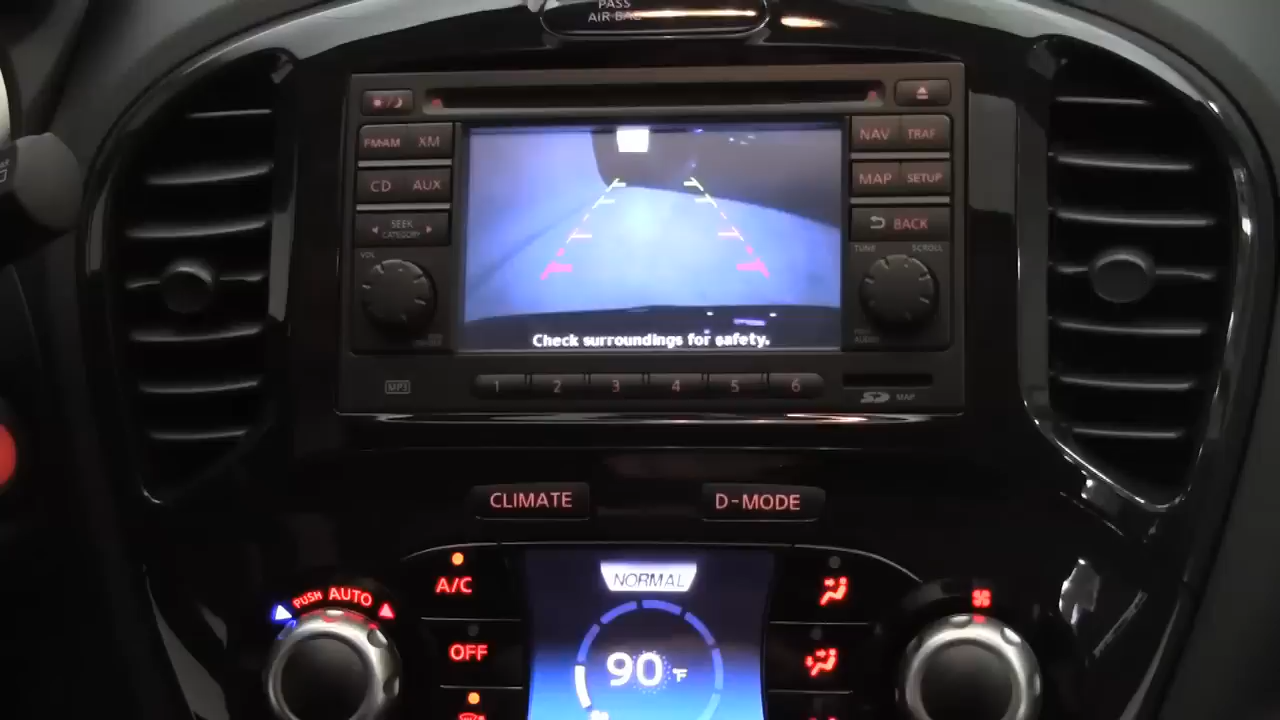 PASS
AIR BAG
FM·AM XM
NAV TRAF
CD AUX
MAP SETUP
SEEK
CATEGORY
BACK
VOL
TUNE SCROLL
AUDIO
Check surroundings for safety.
MP3
1 2 3 4 5 6
SD MAP
CLIMATE
D-MODE
PUSH AUTO
A/C
NORMAL
OFF
90 °F